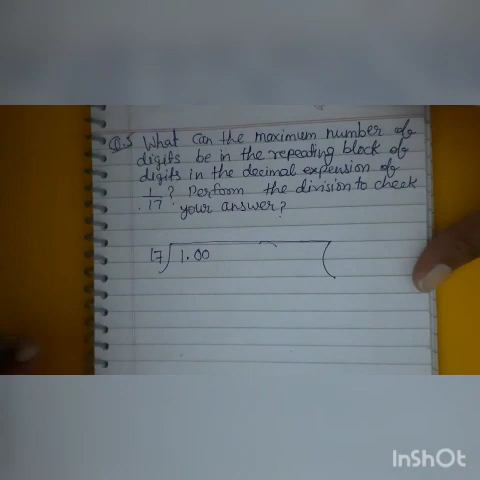 Q.5 What can the maximum number of
digits be in the repeating block of
digits in the decimal expension of
1/17? Perform the division to check
your answer?
17) 1.00 (
InShOt